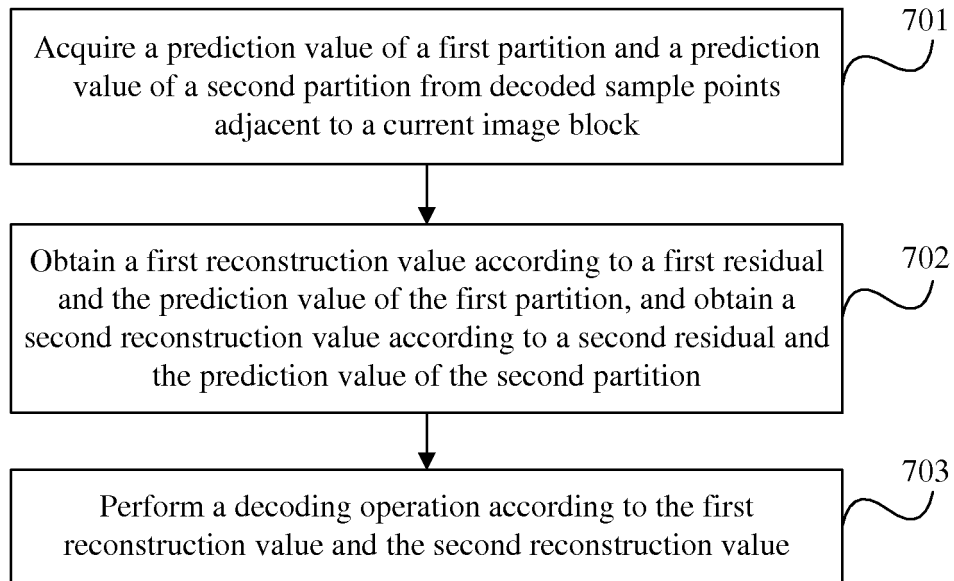 701
Acquire a prediction value of a first partition and a prediction
value of a second partition from decoded sample points
adjacent to a current image block
702
Obtain a first reconstruction value according to a first residual
and the prediction value of the first partition, and obtain a
second reconstruction value according to a second residual and
the prediction value of the second partition
703
Perform a decoding operation according to the first
reconstruction value and the second reconstruction value